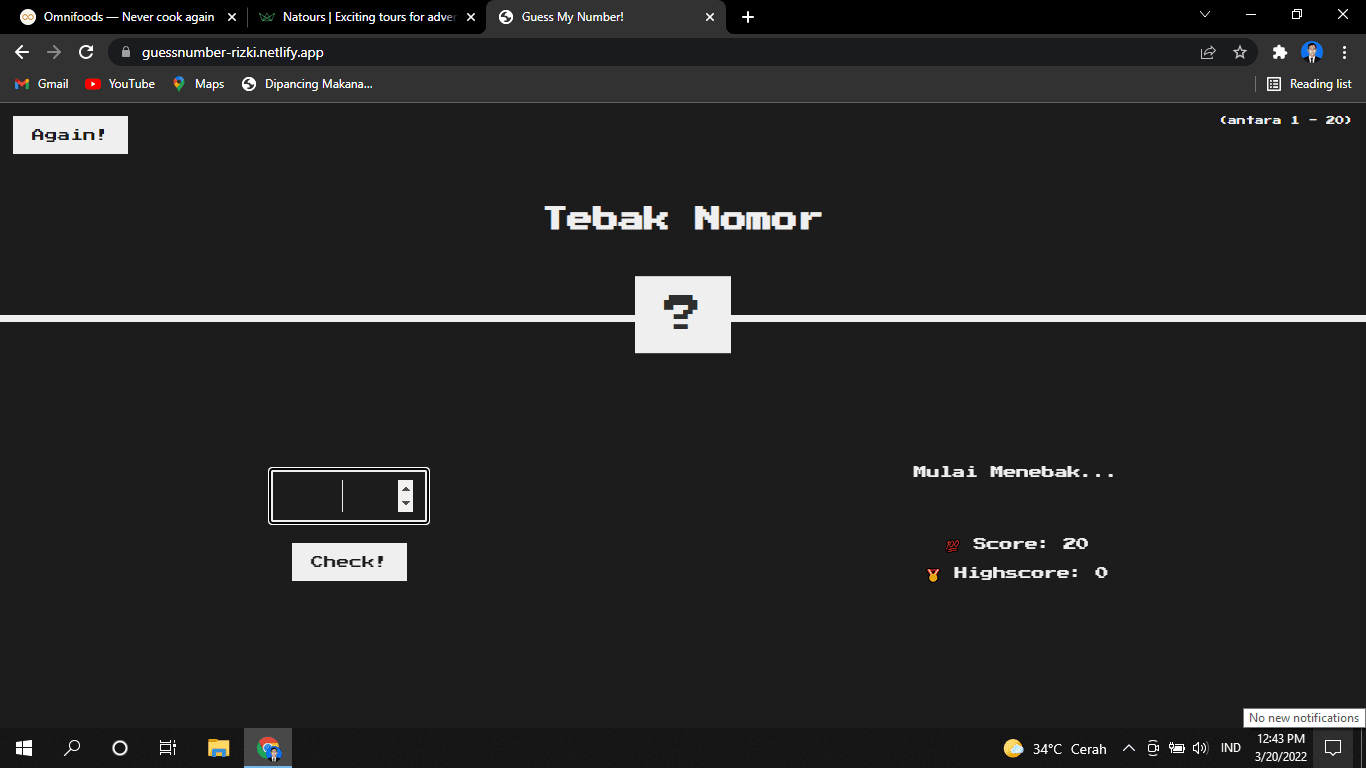 Omnifoods — Never cook again
Natours | Exciting tours for adver
Guess My Number!
guessnumber-rizki.netlify.app
Gmail
YouTube
Maps
Dipancing Makana...
Reading list
Again!
(antara 1 - 20)
Tebak Nomor
?
Mulai Menebak...
Check!
💯 Score: 20
🏅 Highscore: 0
No new notifications
34°C Cerah
IND
12:43 PM
3/20/2022